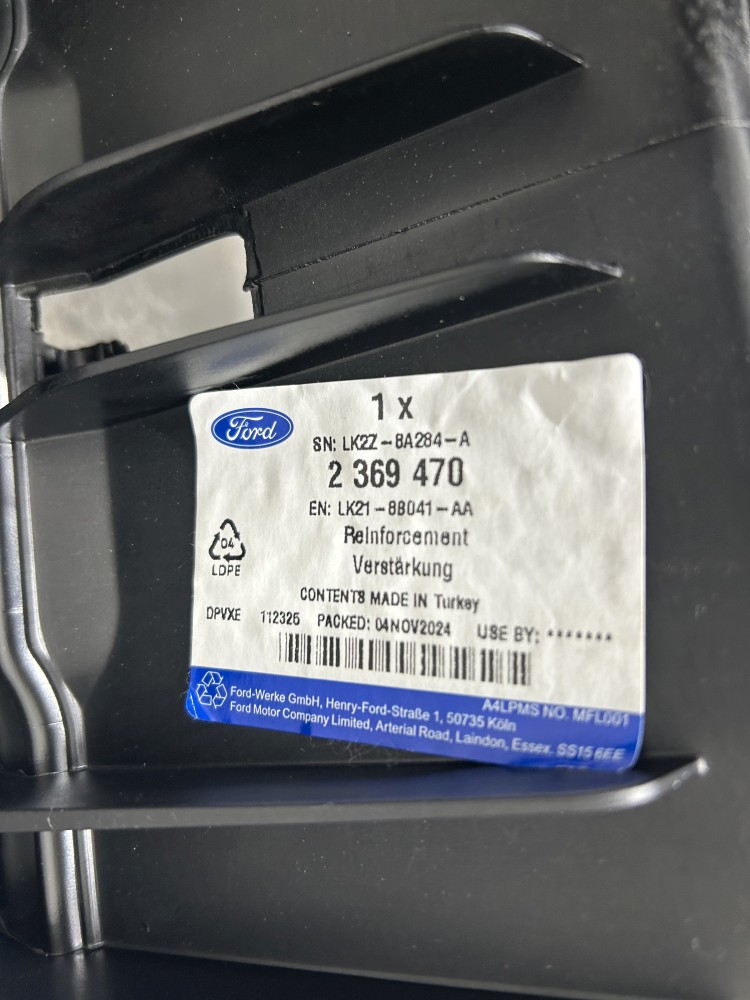 1 x
Ford
SN: LK2Z-8A284-A
2 369 470
EN: LK21-8B041-AA
Reinforcement
04
LDPE
Verstärkung
CONTENTS MADE IN Turkey
DPVXE 112325 PACKED: 04NOV2024 USE BY: *******
A4LPMS NO. MFL001
Ford-Werke GmbH, Henry-Ford-Straße 1, 50735 Köln
Ford Motor Company Limited, Arterial Road, Laindon, Essex. SS15 6EE